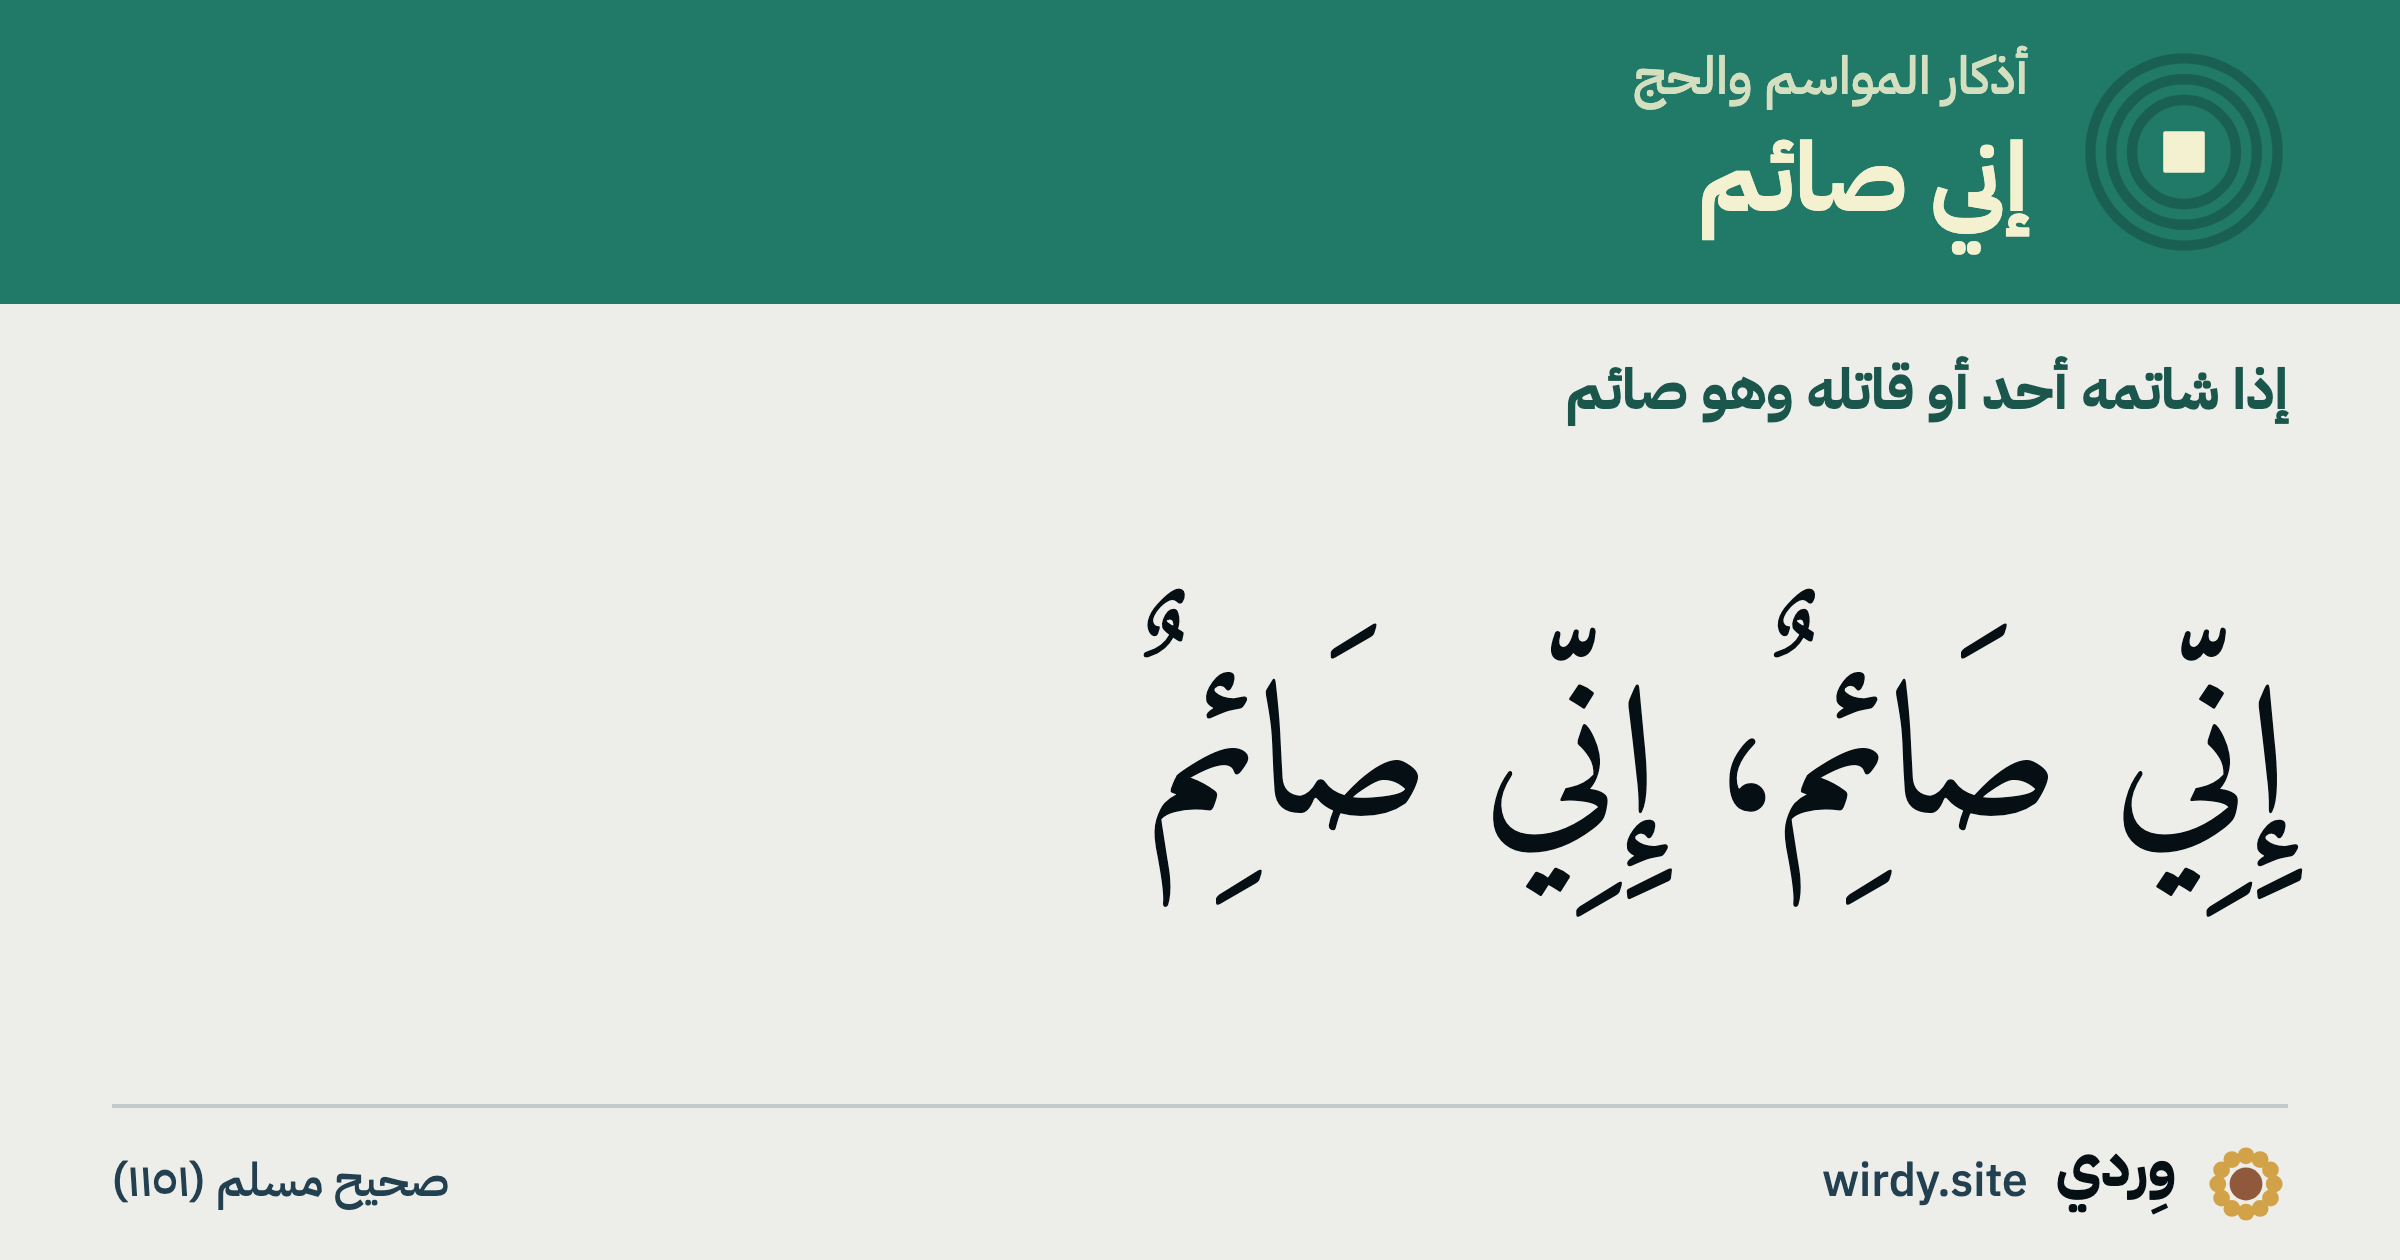 أذكار المواسم والحج
إني صائم
إذا شاتمه أحد أو قاتله وهو صائم
إِنِّي صَائِمٌ، إِنِّي صَائِمٌ
وِردي wirdy.site
صحيح مسلم (١١٥١)